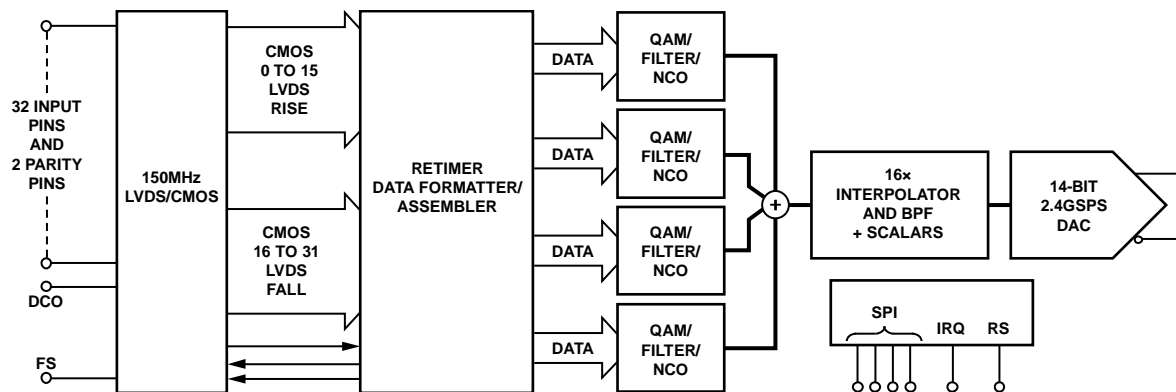 32 INPUT
PINS
AND
2 PARITY
PINS
DCO
FS
150MHz
LVDS/CMOS
CMOS
0 TO 15
LVDS
RISE
CMOS
16 TO 31
LVDS
FALL
RETIMER
DATA FORMATTER/
ASSEMBLER
DATA
DATA
DATA
DATA
QAM/
FILTER/
NCO
QAM/
FILTER/
NCO
QAM/
FILTER/
NCO
QAM/
FILTER/
NCO
+
16×
INTERPOLATOR
AND BPF
+ SCALARS
14-BIT
2.4GSPS
DAC
SPI
IRQ
RS